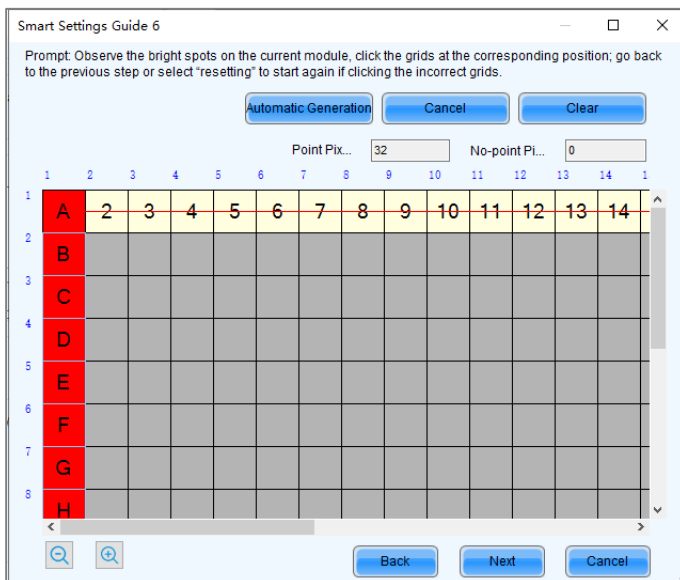 Smart Settings Guide 6
Prompt: Observe the bright spots on the current module, click the grids at the corresponding position; go back
to the previous step or select “resetting” to start again if clicking the incorrect grids.
Automatic Generation Cancel Clear
Point Pix... 32 No-point Pi... 0
1 2 3 4 5 6 7 8 9 10 11 12 13 14 1
1 A 2 3 4 5 6 7 8 9 10 11 12 13 14
2 B
3 C
4 D
5 E
6 F
7 G
8 H
Back Next Cancel